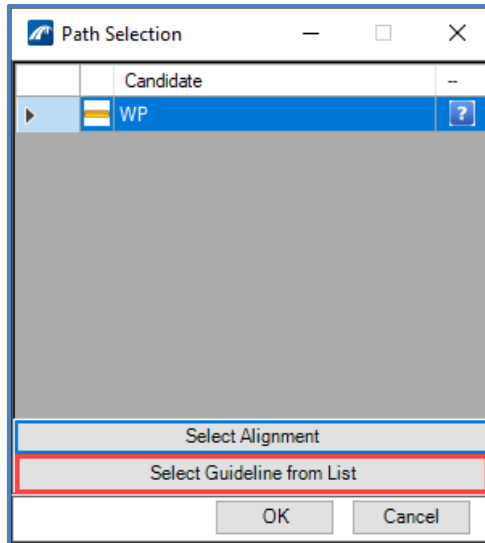 Path Selection
Candidate --
WP ?
Select Alignment
Select Guideline from List
OK Cancel